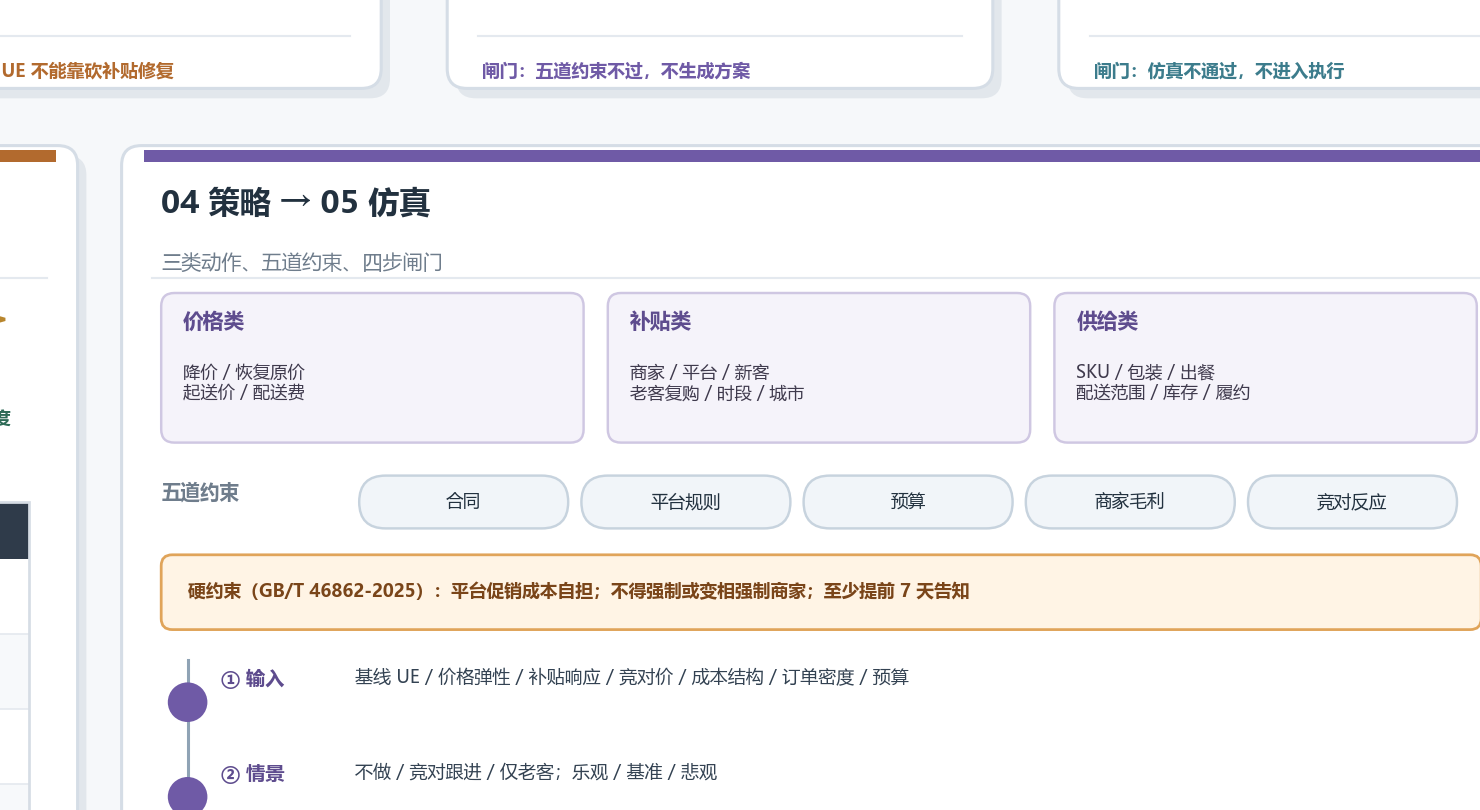 UE 不能靠砍补贴修复
闸门：五道约束不过，不生成方案
闸门：仿真不通过，不进入执行
04 策略 → 05 仿真
三类动作、五道约束、四步闸门
价格类
降价 / 恢复原价
起送价 / 配送费
补贴类
商家 / 平台 / 新客
老客复购 / 时段 / 城市
供给类
SKU / 包装 / 出餐
配送范围 / 库存 / 履约
度
五道约束
合同
平台规则
预算
商家毛利
竞对反应
硬约束（GB/T 46862-2025）：平台促销成本自担；不得强制或变相强制商家；至少提前 7 天告知
① 输入
基线 UE / 价格弹性 / 补贴响应 / 竞对价 / 成本结构 / 订单密度 / 预算
② 情景
不做 / 竞对跟进 / 仅老客；乐观 / 基准 / 悲观